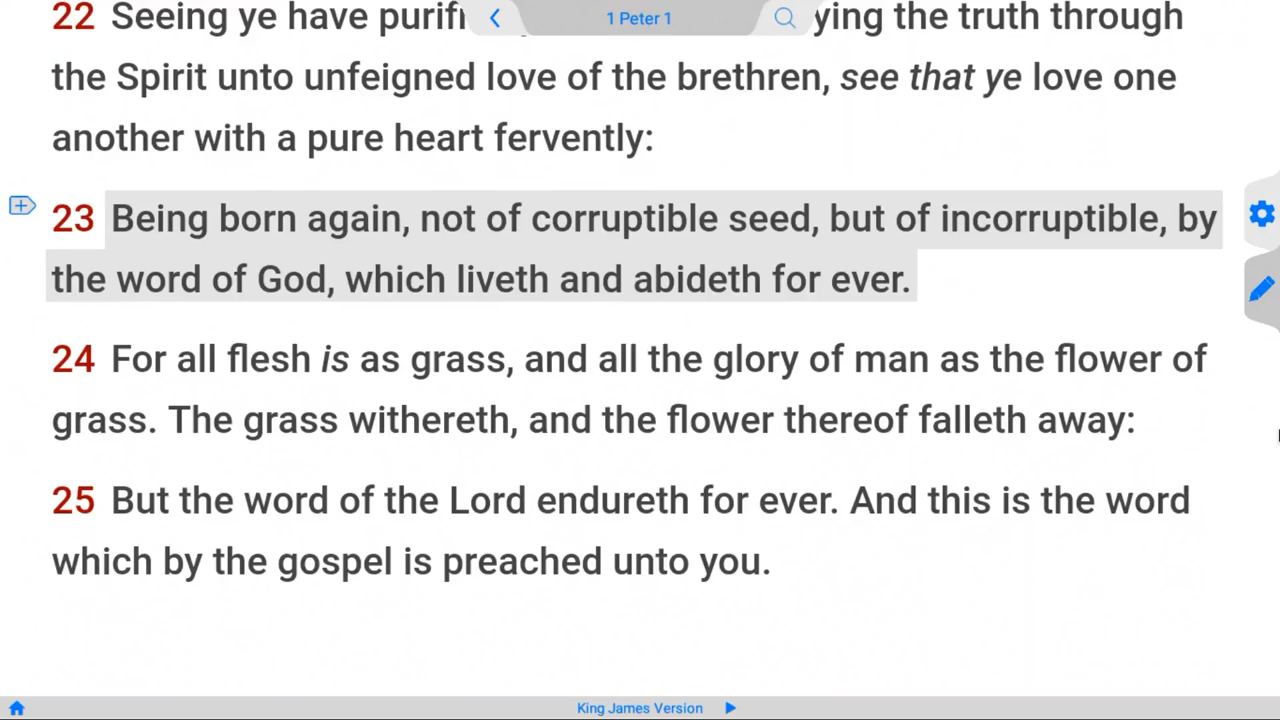 1 Peter 1
22 Seeing ye have ying the truth through
the Spirit unto unfeigned love of the brethren, see that ye love one
another with a pure heart fervently:
23 Being born again, not of corruptible seed, but of incorruptible, by
the word of God, which liveth and abideth for ever.
24 For all flesh is as grass, and all the glory of man as the flower of
grass. The grass withereth, and the flower thereof falleth away:
25 But the word of the Lord endureth for ever. And this is the word
which by the gospel is preached unto you.
King James Version